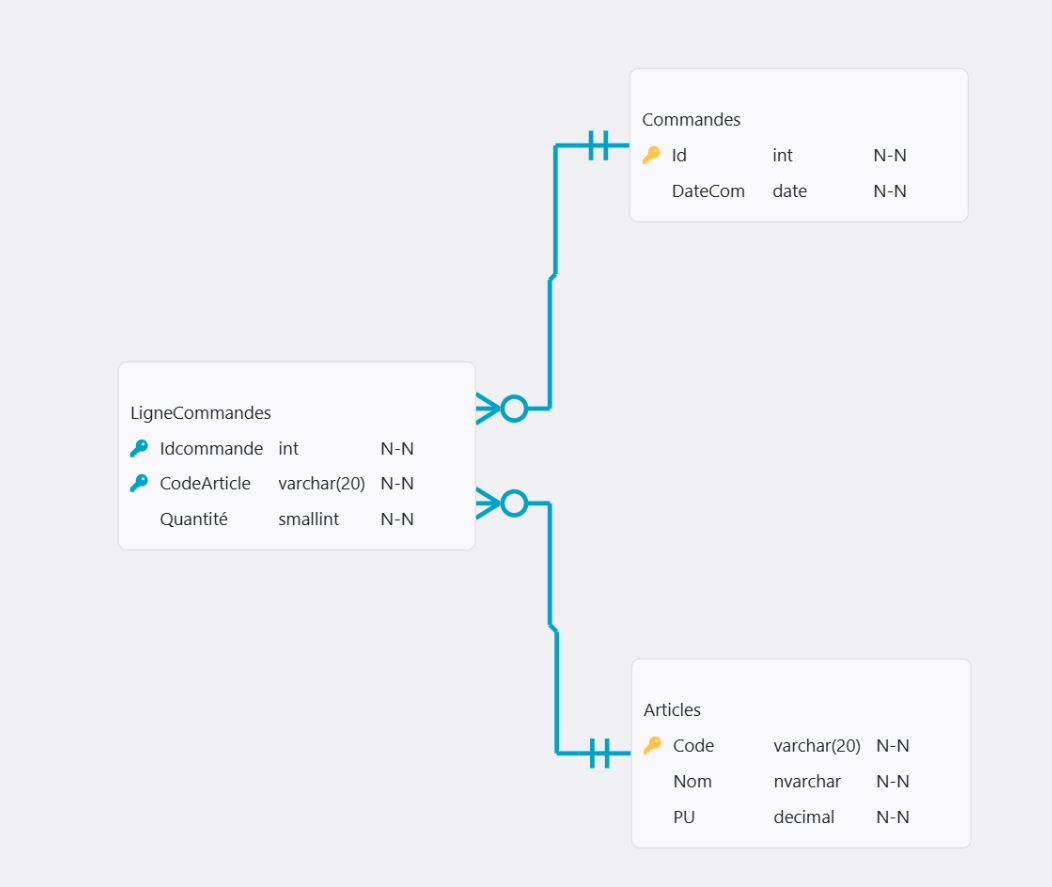 Commandes
Id int N-N
DateCom date N-N
LigneCommandes
Idcommande int N-N
CodeArticle varchar(20) N-N
Quantité smallint N-N
Articles
Code varchar(20) N-N
Nom nvarchar N-N
PU decimal N-N